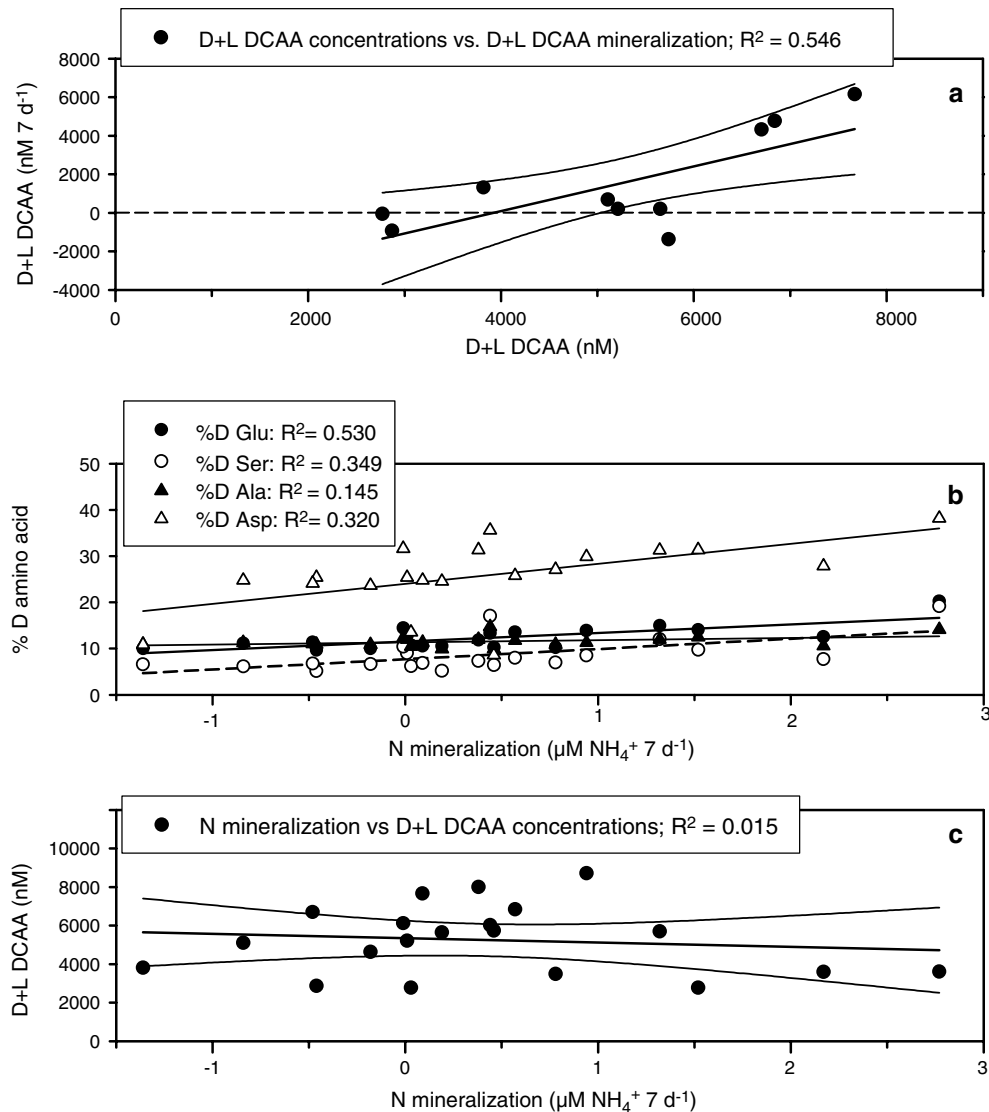 D+L DCAA concentrations vs. D+L DCAA mineralization; R² = 0.546
a
8000
6000
4000
2000
0
-2000
-4000
D+L DCAA (nM 7 d⁻¹)
0 2000 4000 6000 8000
D+L DCAA (nM)
%D Glu: R²= 0.530
%D Ser: R² = 0.349
%D Ala: R² = 0.145
%D Asp: R² = 0.320
b
50
40
30
20
10
0
% D amino acid
-1 0 1 2 3
N mineralization (µM NH₄⁺ 7 d⁻¹)
N mineralization vs D+L DCAA concentrations; R² = 0.015
c
10000
8000
6000
4000
2000
0
D+L DCAA (nM)
-1 0 1 2 3
N mineralization (µM NH₄⁺ 7 d⁻¹)